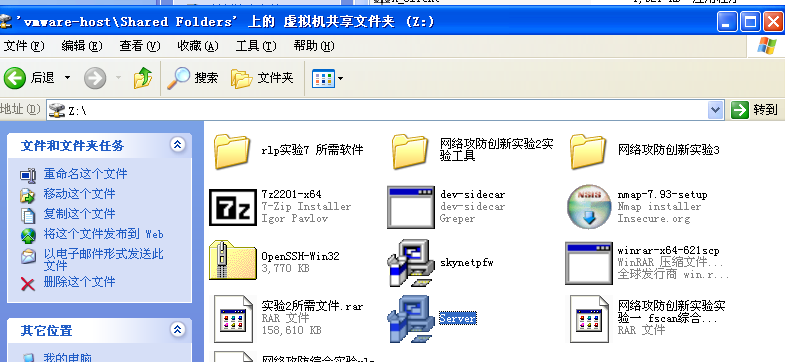 'vmware-host\Shared Folders' 上的 虚拟机共享文件夹 (Z:)
文件(F) 编辑(E) 查看(V) 收藏(A) 工具(T) 帮助(H)
后退 搜索 文件夹
地址(D) Z:\ 转到
文件和文件夹任务
重命名这个文件
移动这个文件
复制这个文件
将这个文件发布到 Web
以电子邮件形式发送此
文件
删除这个文件
其它位置
我的电脑
rlp实验7 所需软件
网络攻防创新实验2实
验工具
网络攻防创新实验3
7z2201-x64
7-Zip Installer
Igor Pavlov
dev-sidecar
dev-sidecar
Greper
nmap-7.93-setup
Nmap installer
Insecure.org
OpenSSH-Win32
3,770 KB
skynetpfw
winrar-x64-621scp
WinRAR 压缩文件...
全球发行商 win.r...
实验2所需文件.rar
RAR 文件
158,610 KB
Server
网络攻防创新实验实
验一 fscan综合...
RAR 文件